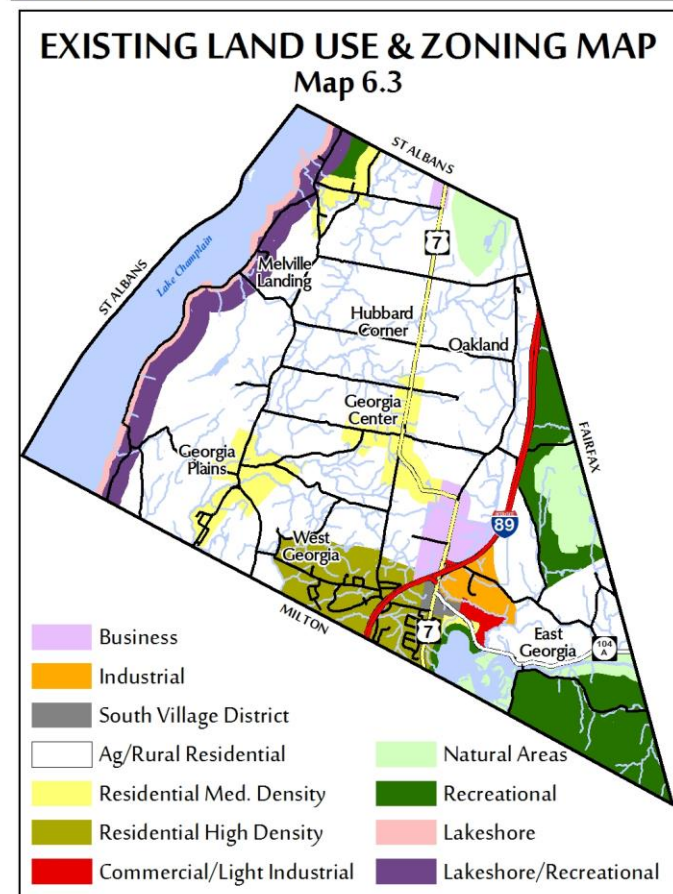 EXISTING LAND USE & ZONING MAP
Map 6.3
ST ALBANS
7
ST ALBANS
Lake Champlain
Melville
Landing
Hubbard
Corner
Oakland
Georgia
Center
FAIRFAX
Georgia
Plains
89
West
Georgia
MILTON
7
East
Georgia
104
A
Business
Industrial
South Village District
Ag/Rural Residential
Residential Med. Density
Residential High Density
Commercial/Light Industrial
Natural Areas
Recreational
Lakeshore
Lakeshore/Recreational